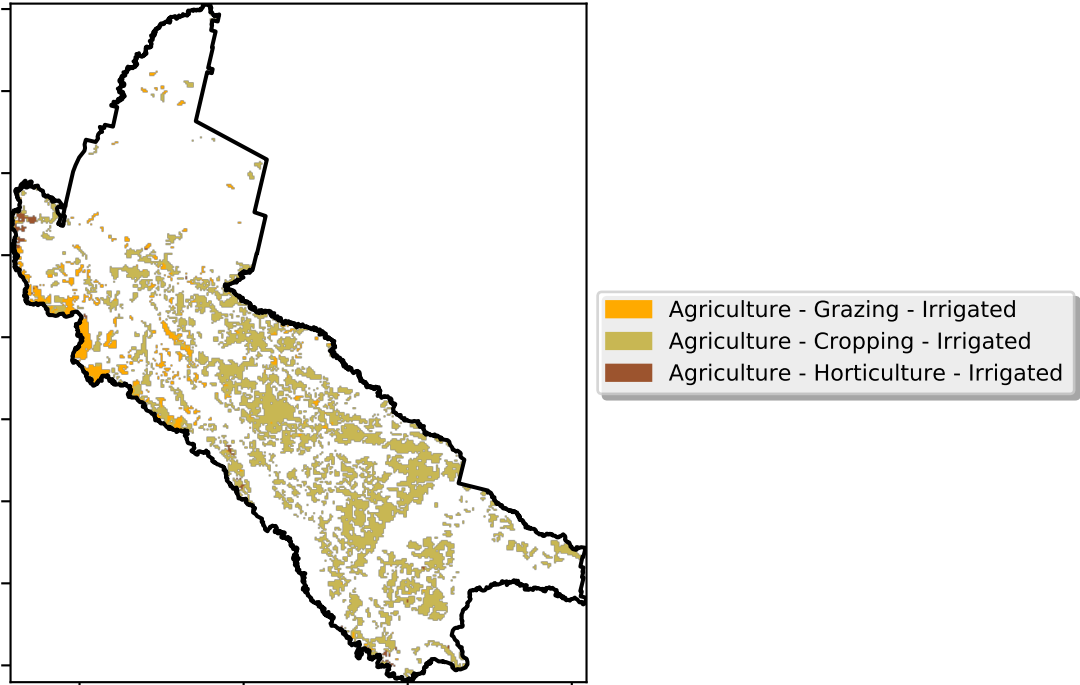 Agriculture - Grazing - Irrigated
Agriculture - Cropping - Irrigated
Agriculture - Horticulture - Irrigated